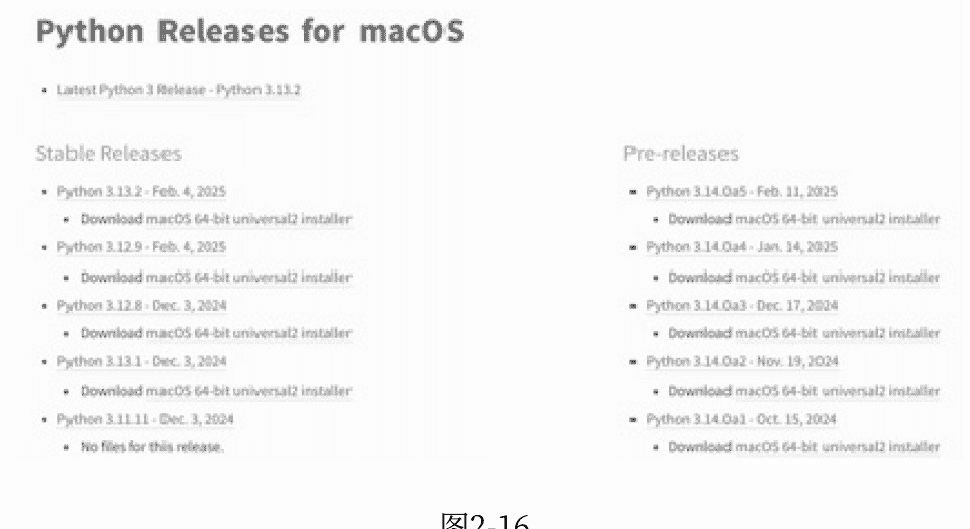 Python Releases for macOS
Latest Python 3 Release - Python 3.13.2
Stable Releases
Python 3.13.2 - Feb. 4, 2025
Download macOS 64-bit universal2 installer
Python 3.12.9 - Feb. 4, 2025
Download macOS 64-bit universal2 installer
Python 3.12.8 - Dec. 3, 2024
Download macOS 64-bit universal2 installer
Python 3.13.1 - Dec. 3, 2024
Download macOS 64-bit universal2 installer
Python 3.11.11 - Dec. 3, 2024
No files for this release.
Pre-releases
Python 3.14.0a5 - Feb. 11, 2025
Download macOS 64-bit universal2 installer
Python 3.14.0a4 - Jan. 14, 2025
Download macOS 64-bit universal2 installer
Python 3.14.0a3 - Dec. 17, 2024
Download macOS 64-bit universal2 installer
Python 3.14.0a2 - Nov. 19, 2024
Download macOS 64-bit universal2 installer
Python 3.14.0a1 - Oct. 15, 2024
Download macOS 64-bit universal2 installer
图2-16